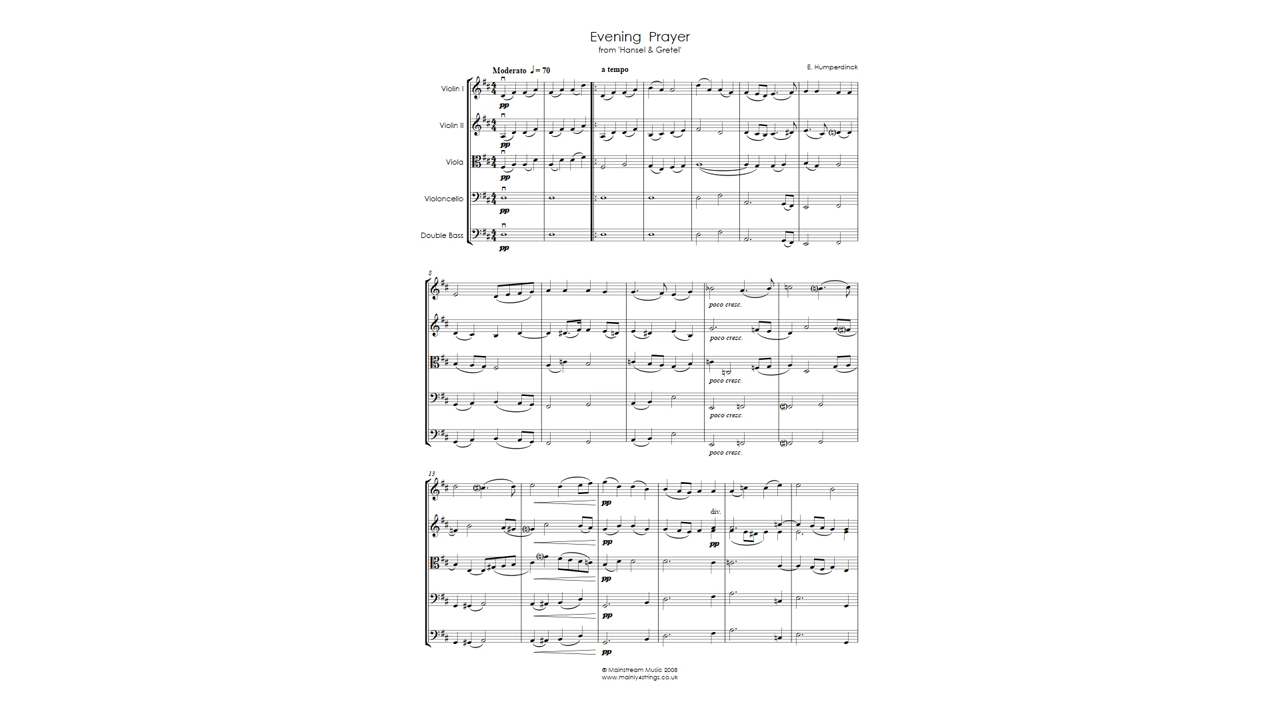 Evening Prayer
from 'Hansel & Gretel'
E. Humperdinck
Moderato ♩= 70
a tempo
Violin I
pp
Violin II
pp
Viola
pp
Violoncello
pp
Double Bass
pp
8
poco cresc.
poco cresc.
poco cresc.
poco cresc.
poco cresc.
13
pp
div.
pp
pp
pp
pp
pp
© Mainstream Music 2008
www.mainly4strings.co.uk